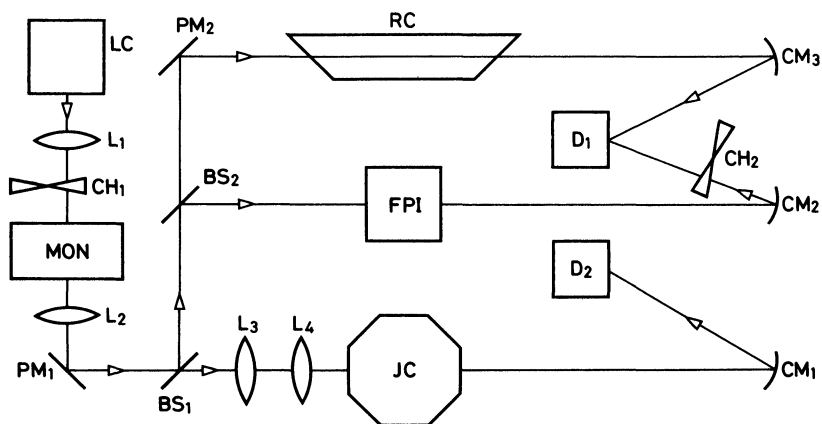 LC
PM2
RC
CM3
L1
D1
CH2
CH1
BS2
FPI
CM2
MON
D2
L2
L3
L4
PM1
BS1
JC
CM1